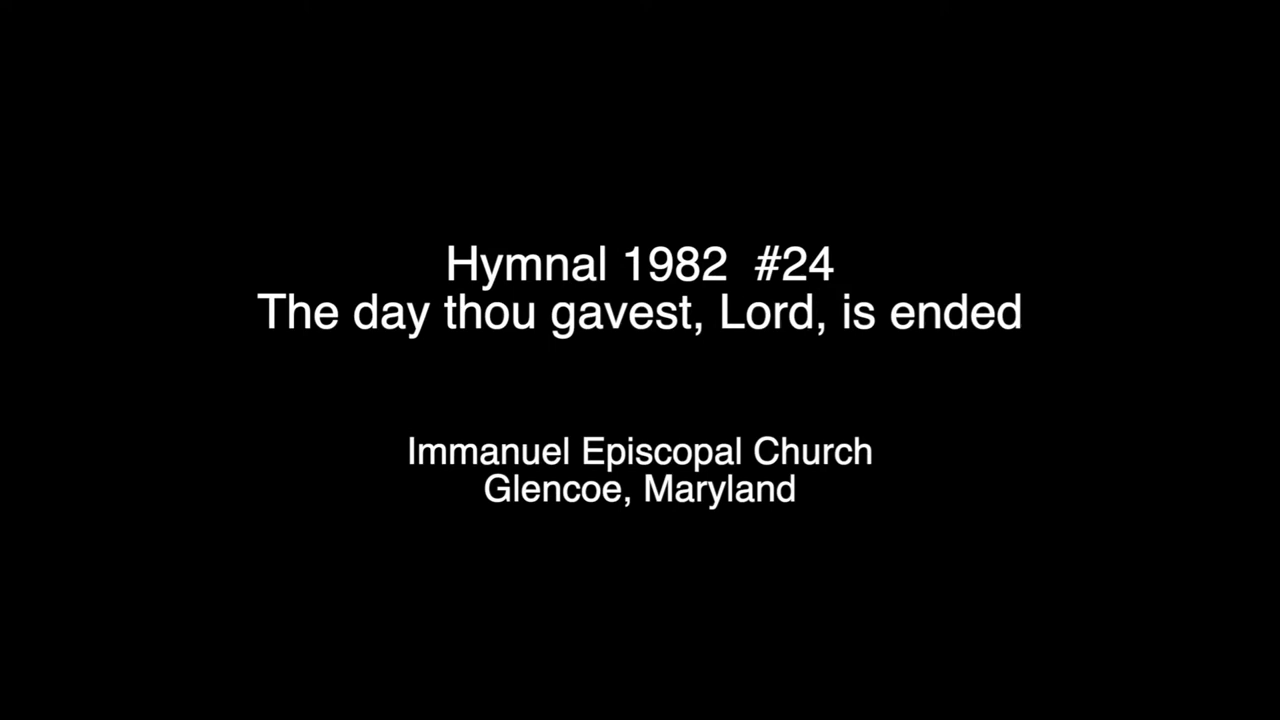 Hymnal 1982  #24
The day thou gavest, Lord, is ended
Immanuel Episcopal Church
Glencoe, Maryland